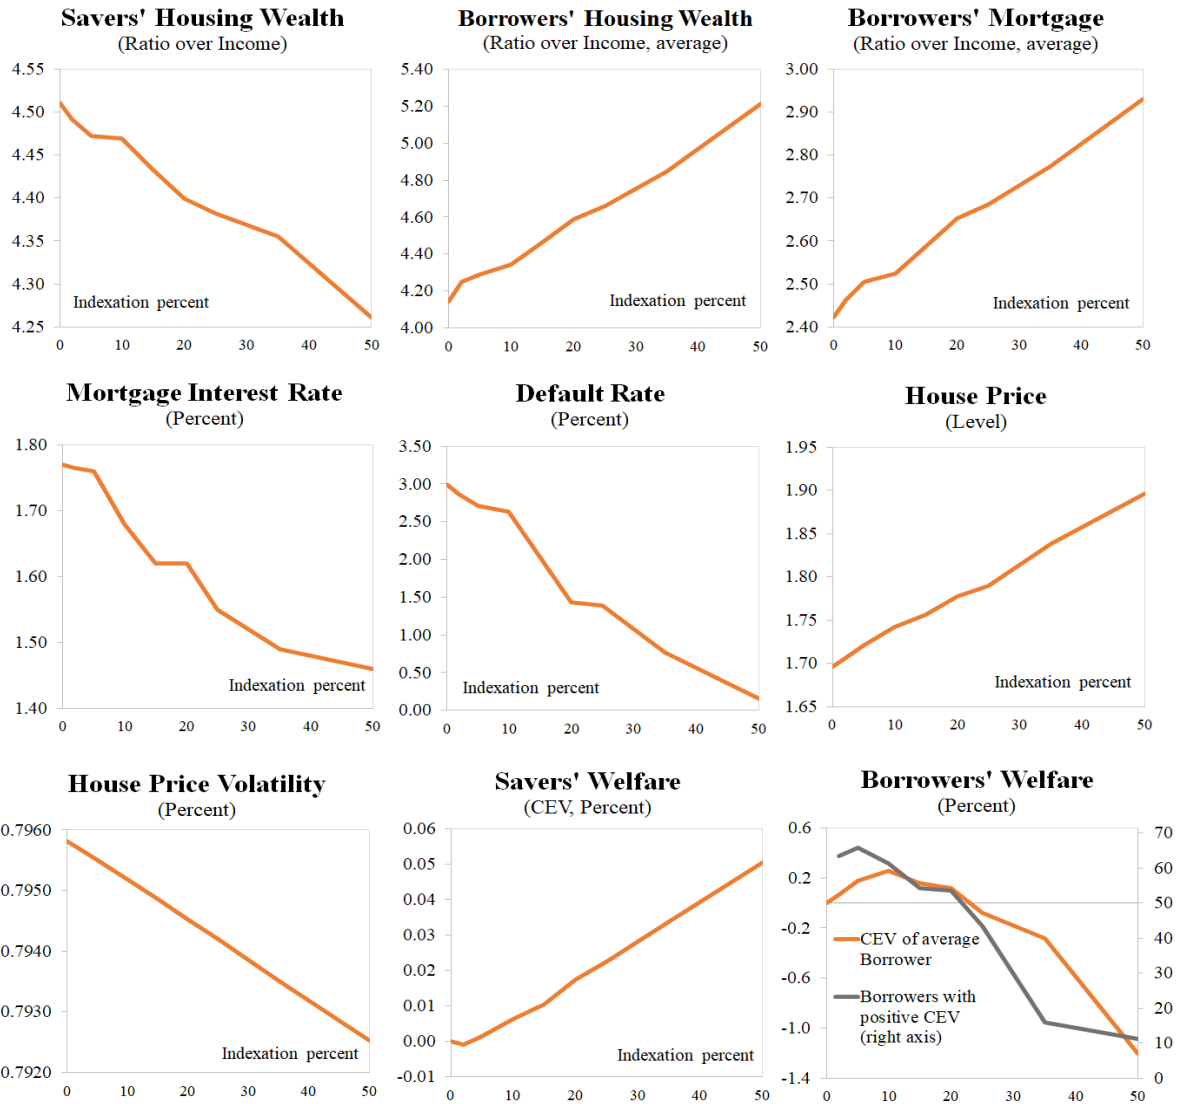 Savers' Housing Wealth
(Ratio over Income)
4.55
4.50
4.45
4.40
4.35
4.30
4.25
Indexation percent
0 10 20 30 40 50
Borrowers' Housing Wealth
(Ratio over Income, average)
5.40
5.20
5.00
4.80
4.60
4.40
4.20
4.00
Indexation percent
0 10 20 30 40 50
Borrowers' Mortgage
(Ratio over Income, average)
3.00
2.90
2.80
2.70
2.60
2.50
2.40
Indexation percent
0 10 20 30 40 50
Mortgage Interest Rate
(Percent)
1.80
1.70
1.60
1.50
1.40
Indexation percent
0 10 20 30 40 50
Default Rate
(Percent)
3.50
3.00
2.50
2.00
1.50
1.00
0.50
0.00
Indexation percent
0 10 20 30 40 50
House Price
(Level)
1.95
1.90
1.85
1.80
1.75
1.70
1.65
Indexation percent
0 10 20 30 40 50
House Price Volatility
(Percent)
0.7960
0.7950
0.7940
0.7930
0.7920
Indexation percent
0 10 20 30 40 50
Savers' Welfare
(CEV, Percent)
0.06
0.05
0.04
0.03
0.02
0.01
0.00
-0.01
Indexation percent
0 10 20 30 40 50
Borrowers' Welfare
(Percent)
0.6
0.2
-0.2
-0.6
-1.0
-1.4
70
60
50
40
30
20
10
0
CEV of average
Borrower
Borrowers with
positive CEV
(right axis)
0 10 20 30 40 50